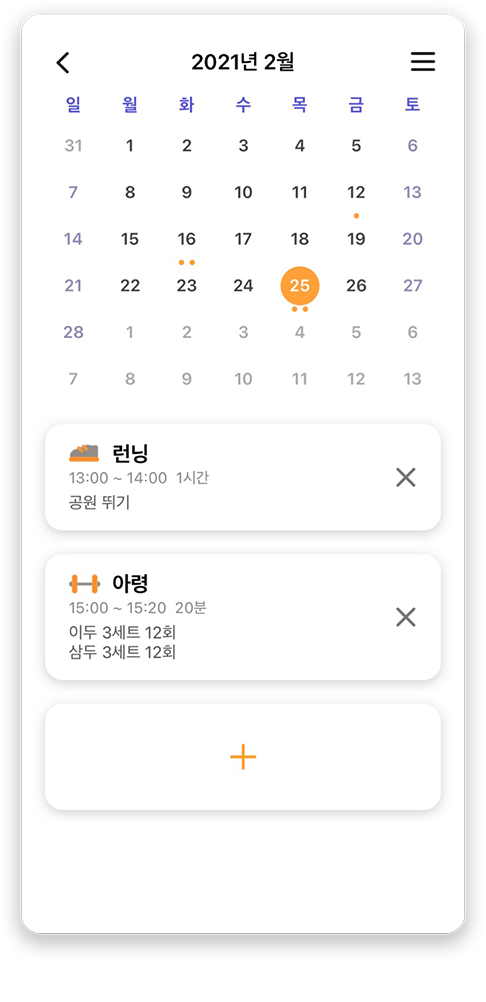 2021년 2월
일 월 화 수 목 금 토
31 1 2 3 4 5 6
7 8 9 10 11 12 13
14 15 16 17 18 19 20
21 22 23 24 25 26 27
28 1 2 3 4 5 6
7 8 9 10 11 12 13
런닝
13:00 ~ 14:00 1시간
공원 뛰기
아령
15:00 ~ 15:20 20분
이두 3세트 12회
삼두 3세트 12회